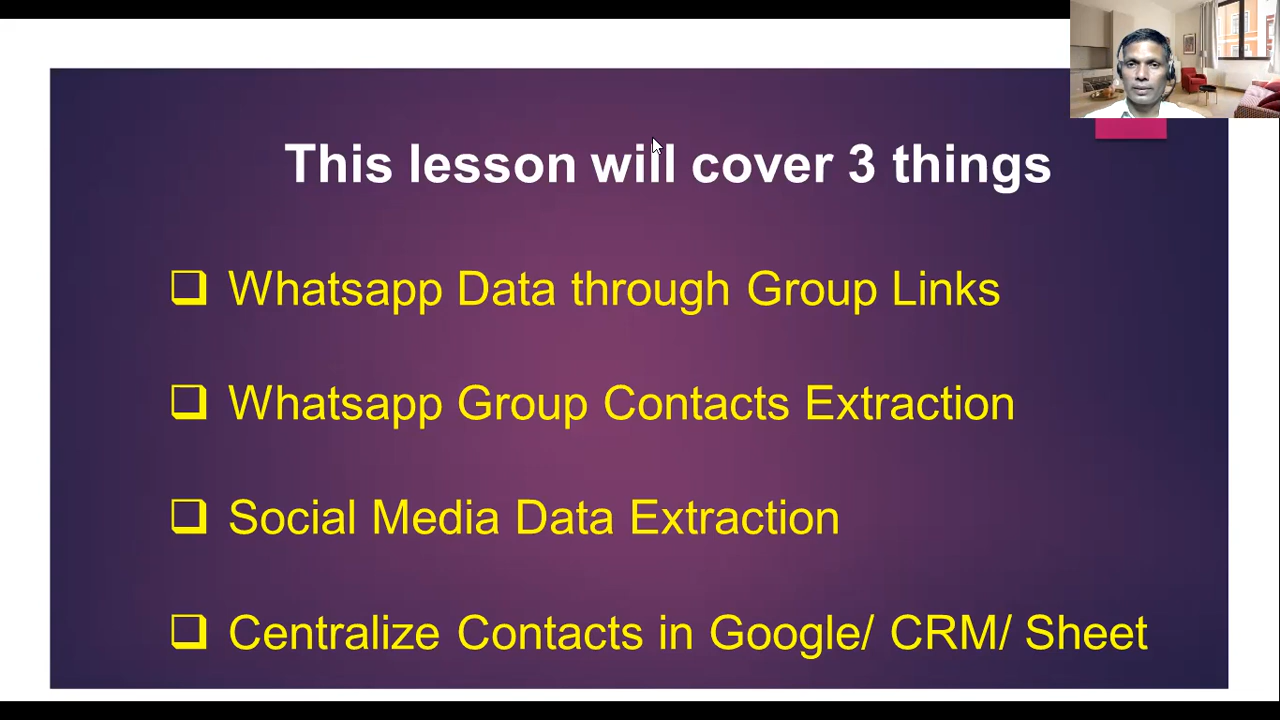 This lesson will cover 3 things
Whatsapp Data through Group Links
Whatsapp Group Contacts Extraction
Social Media Data Extraction
Centralize Contacts in Google/ CRM/ Sheet